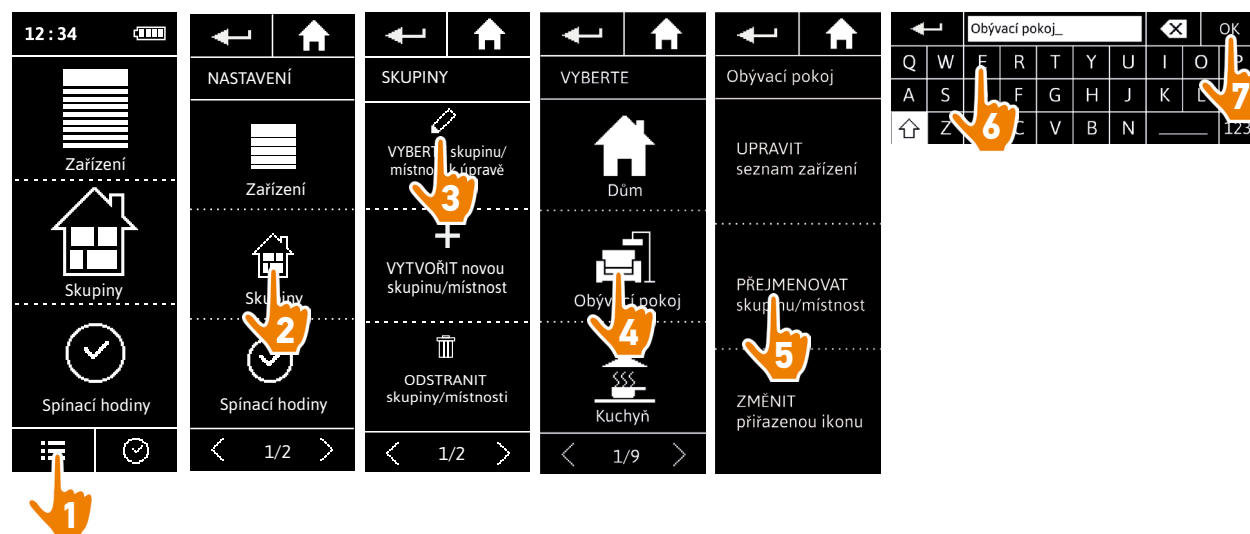 12:34
Zařízení
Skupiny
Spínací hodiny
1
NASTAVENÍ
Zařízení
Skupiny
2
Spínací hodiny
1/2
SKUPINY
VYBERTE skupinu/
místnost k úpravě
3
VYTVOŘIT novou
skupinu/místnost
ODSTRANIT
skupiny/místnosti
1/2
VYBERTE
Dům
Obývací pokoj
4
Kuchyň
1/9
Obývací pokoj
UPRAVIT
seznam zařízení
PŘEJMENOVAT
skupinu/místnost
5
ZMĚNIT
přiřazenou ikonu
Obývací pokoj_ OK
Q W E R T Y U I O P
A S F G H J K L
7
Z C V B N 123
6